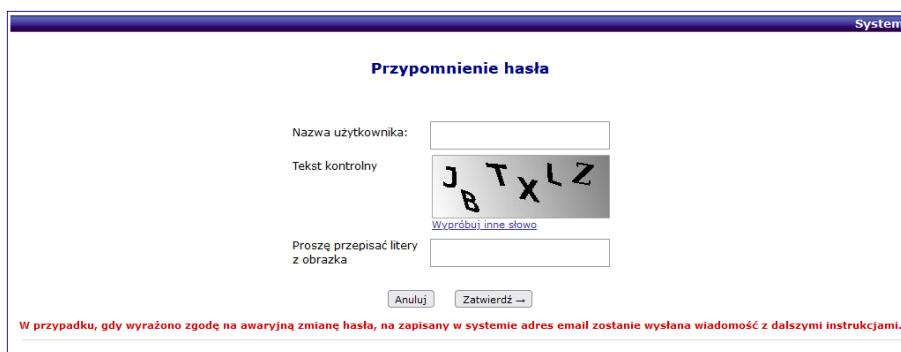 System
Przypomnienie hasła
Nazwa użytkownika:
Tekst kontrolny
J B T X L Z
Wypróbuj inne słowo
Proszę przepisać litery
z obrazka
Anuluj Zatwierdź →
W przypadku, gdy wyrażono zgodę na awaryjną zmianę hasła, na zapisany w systemie adres email zostanie wysłana wiadomość z dalszymi instrukcjami.